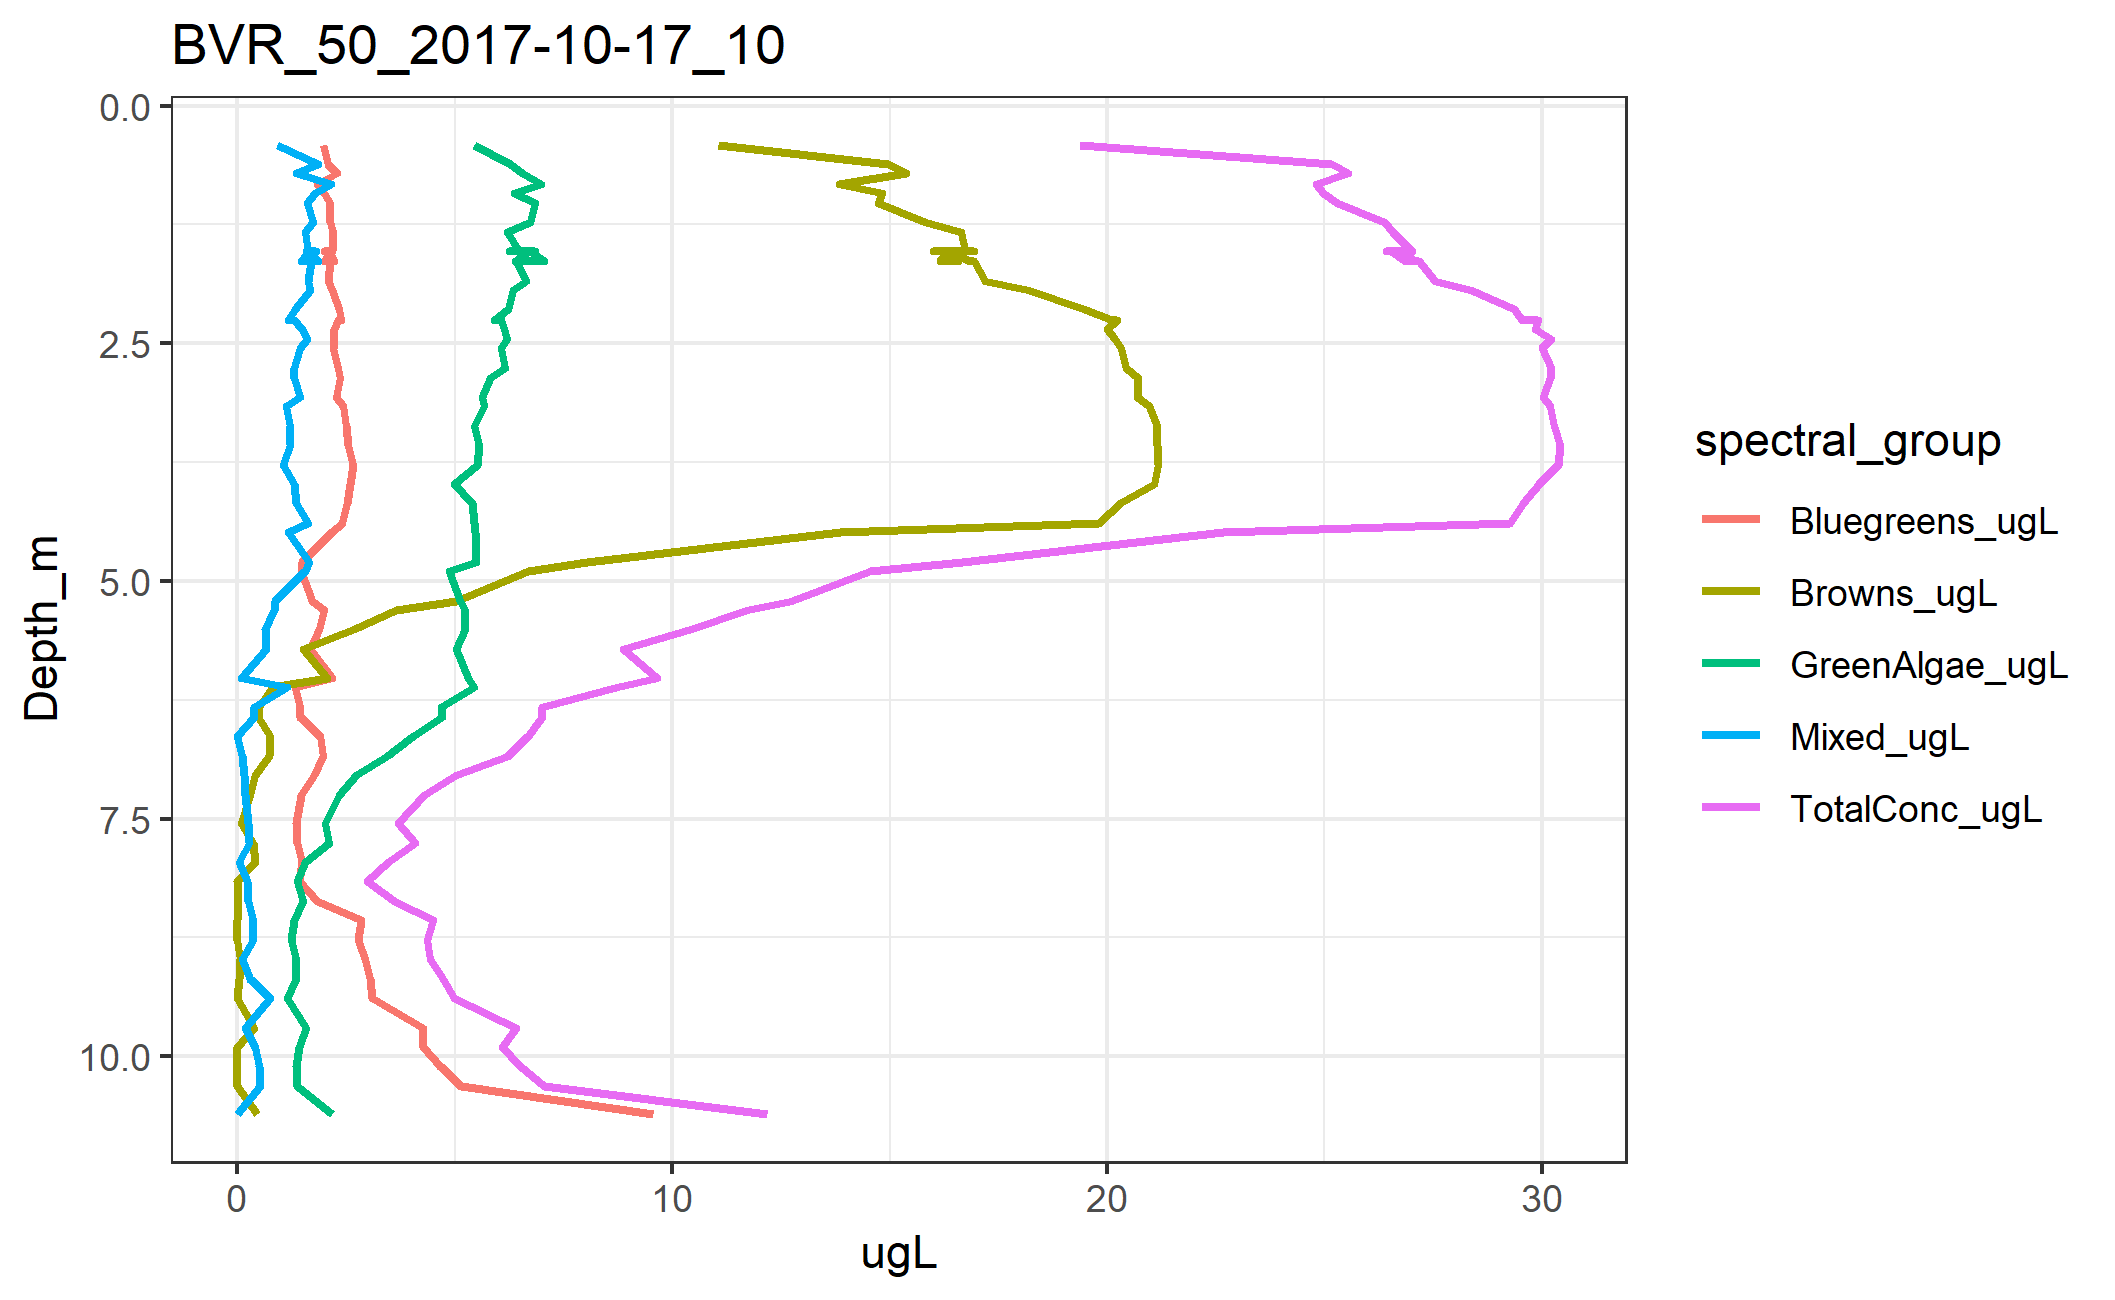 BVR_50_2017-10-17_10
0.0
2.5
5.0
7.5
10.0
Depth_m
0 10 20 30
ugL
spectral_group
Bluegreens_ugL
Browns_ugL
GreenAlgae_ugL
Mixed_ugL
TotalConc_ugL